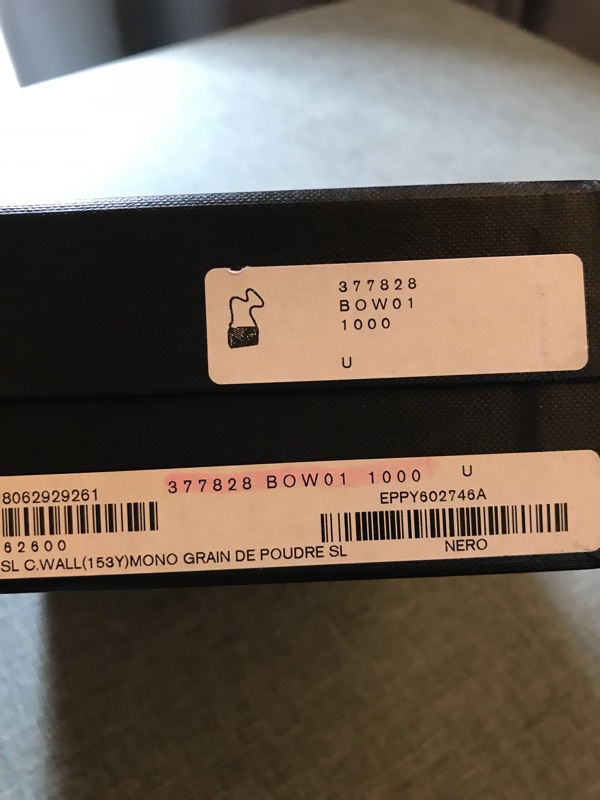 377828
BOW01
1000
U
377828 BOW01 1000 U
8062929261
EPPY602746A
62600
NERO
SL C.WALL(153Y)MONO GRAIN DE POUDRE SL